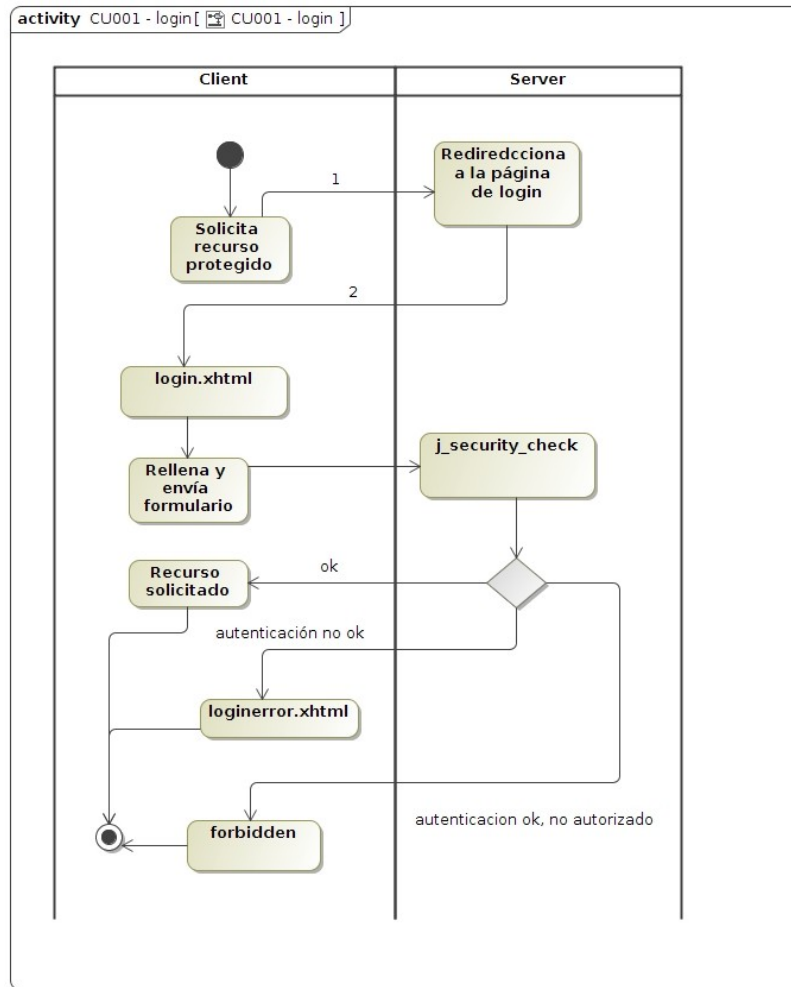 activity CU001 - login [ CU001 - login ]
Client
Server
Rediredcciona
a la página
de login
1
Solicita
recurso
protegido
2
login.xhtml
j_security_check
Rellena y
envía
formulario
ok
Recurso
solicitado
autenticación no ok
loginerror.xhtml
forbidden
autenticacion ok, no autorizado